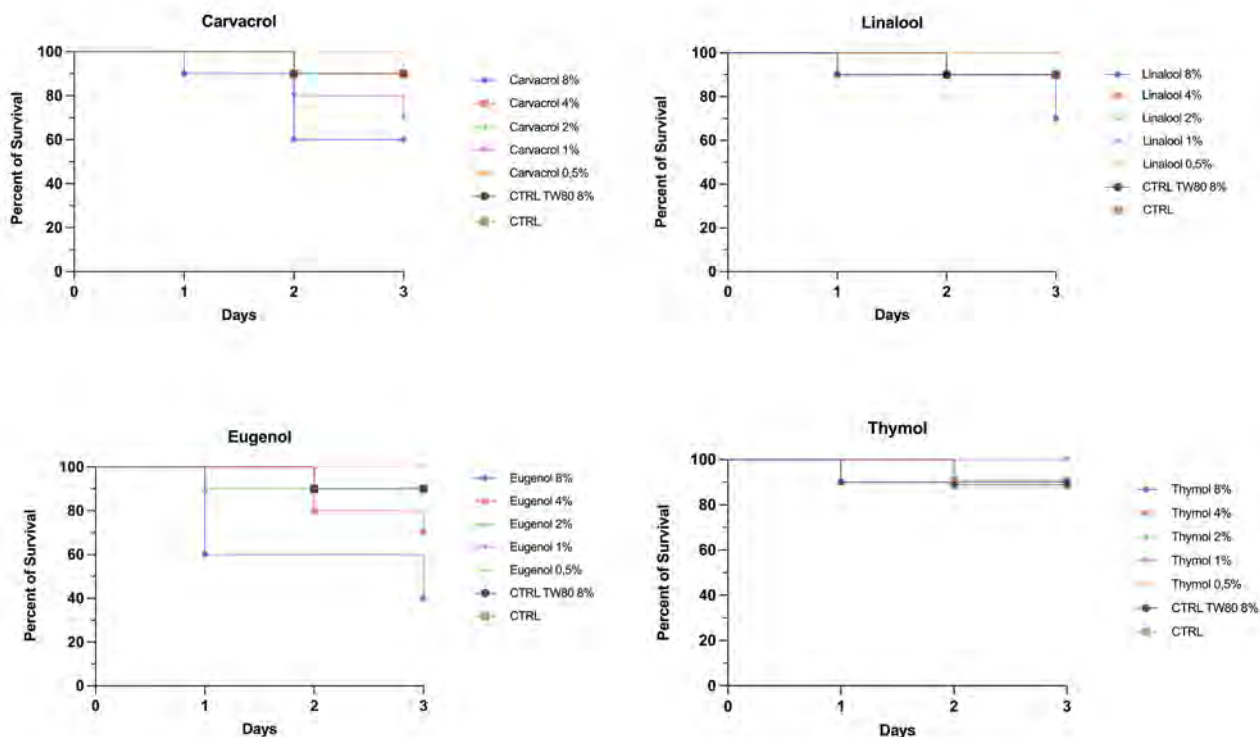 Carvacrol
Percent of Survival
100
80
60
40
20
0
0 1 2 3
Days
Carvacrol 8%
Carvacrol 4%
Carvacrol 2%
Carvacrol 1%
Carvacrol 0,5%
CTRL TW80 8%
CTRL
Linalool
Percent of Survival
100
80
60
40
20
0
0 1 2 3
Days
Linalool 8%
Linalool 4%
Linalool 2%
Linalool 1%
Linalool 0,5%
CTRL TW80 8%
CTRL
Eugenol
Percent of Survival
100
80
60
40
20
0
0 1 2 3
Days
Eugenol 8%
Eugenol 4%
Eugenol 2%
Eugenol 1%
Eugenol 0,5%
CTRL TW80 8%
CTRL
Thymol
Percent of Survival
100
80
60
40
20
0
0 1 2 3
Days
Thymol 8%
Thymol 4%
Thymol 2%
Thymol 1%
Thymol 0,5%
CTRL TW80 8%
CTRL